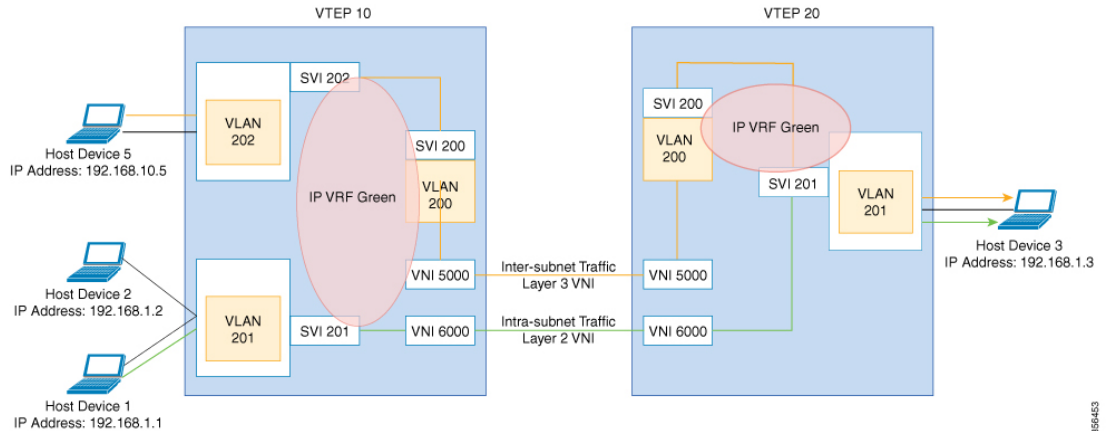 VTEP 10
VTEP 20
SVI 202
VLAN
202
Host Device 5
IP Address: 192.168.10.5
SVI 200
VLAN
200
IP VRF Green
SVI 200
VLAN
200
IP VRF Green
SVI 201
VLAN
201
Host Device 3
IP Address: 192.168.1.3
Host Device 2
IP Address: 192.168.1.2
VLAN
201
SVI 201
VNI 5000
Inter-subnet Traffic
Layer 3 VNI
VNI 5000
VNI 6000
Intra-subnet Traffic
Layer 2 VNI
VNI 6000
Host Device 1
IP Address: 192.168.1.1